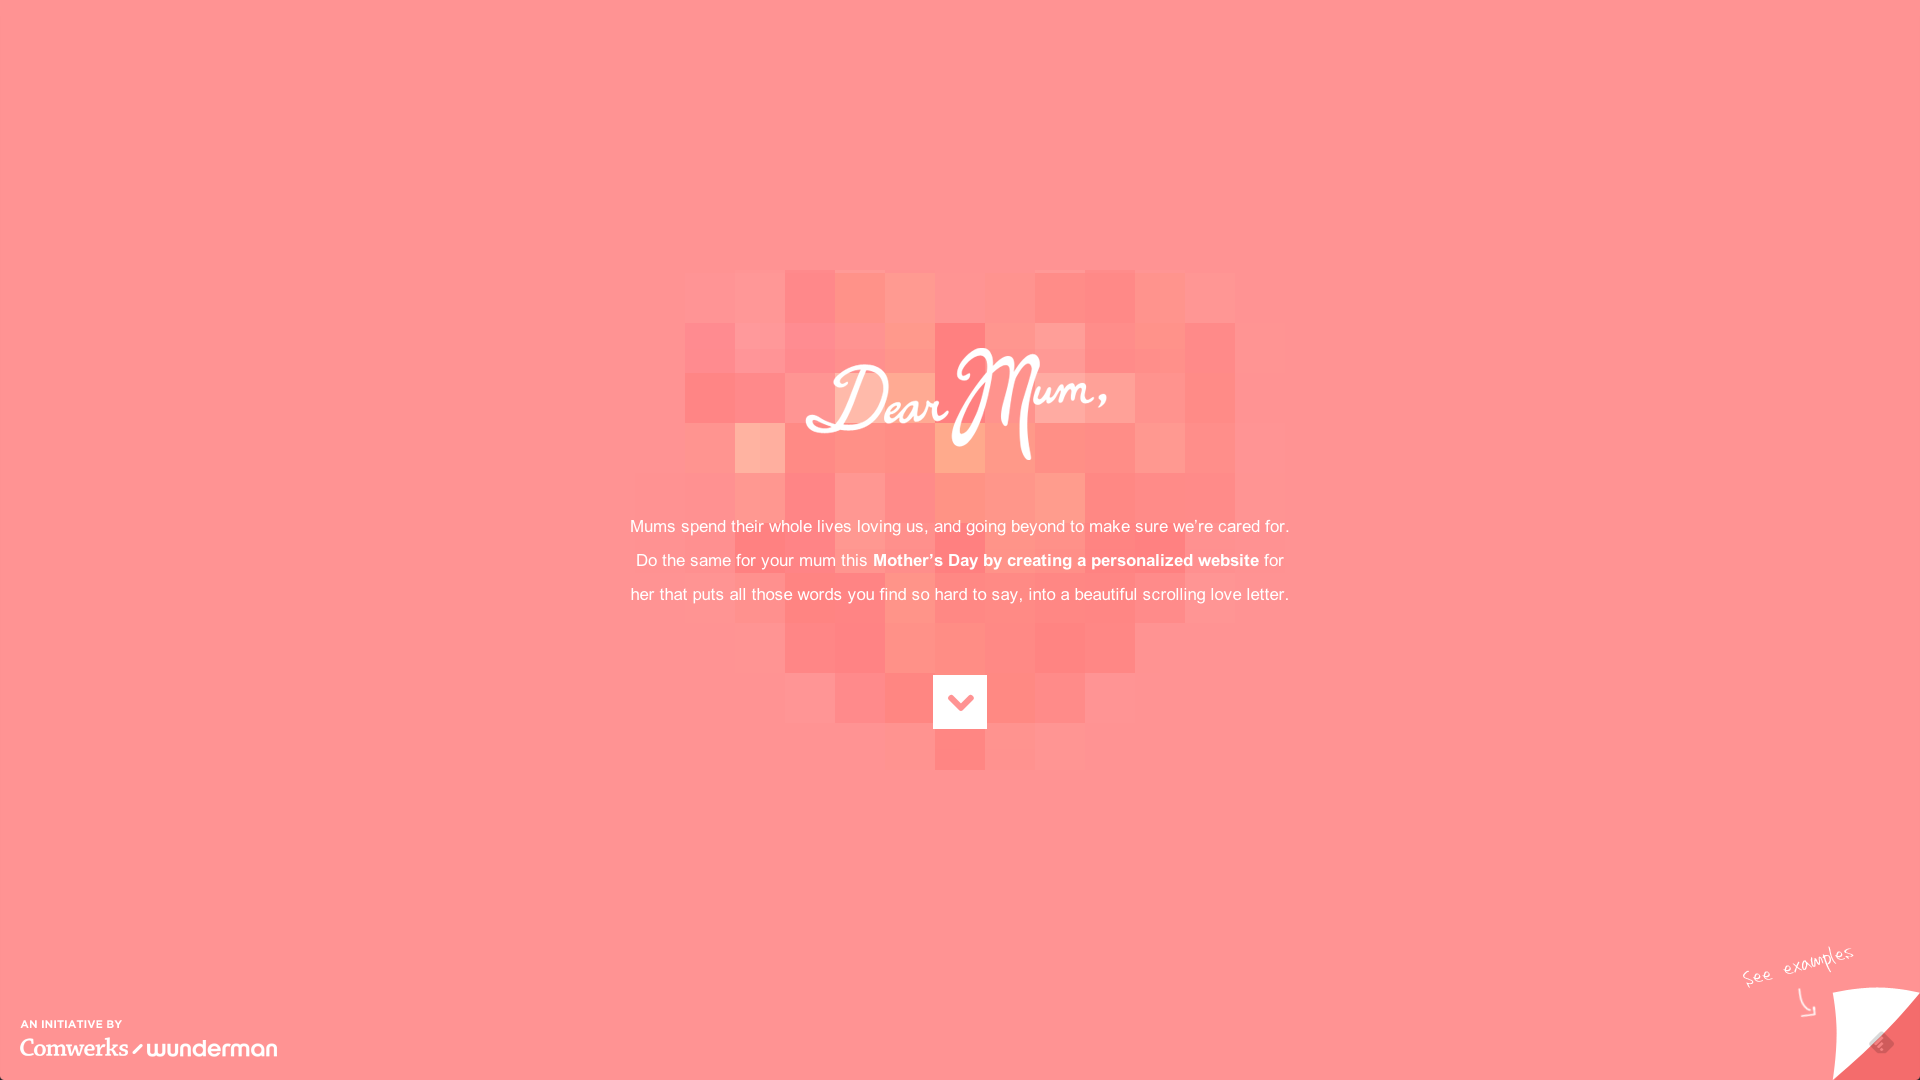 Dear Mum,
Mums spend their whole lives loving us, and going beyond to make sure we’re cared for.
Do the same for your mum this Mother’s Day by creating a personalized website for
her that puts all those words you find so hard to say, into a beautiful scrolling love letter.
See examples
AN INITIATIVE BY
Comwerks / wunderman